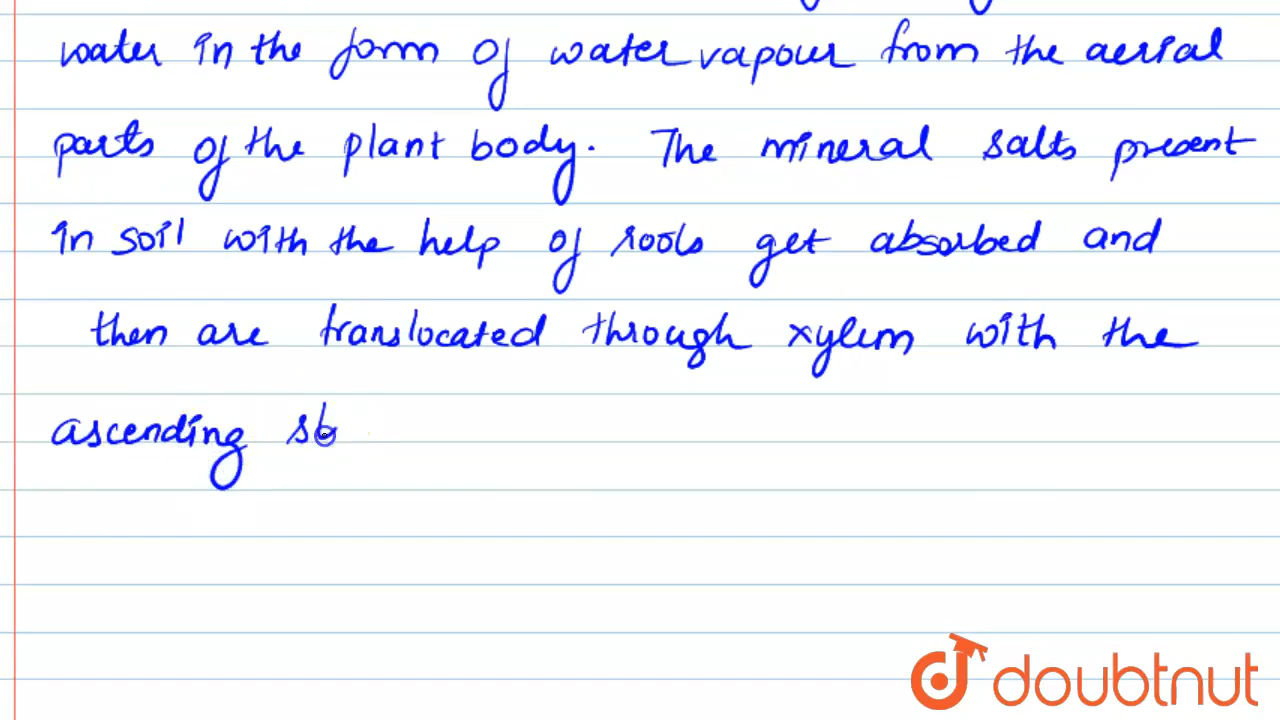 water in the form of water vapour from the aerial
parts of the plant body. The mineral salts present
in soil with the help of roots get absorbed and
then are translocated through xylem with the
ascending
doubtnut